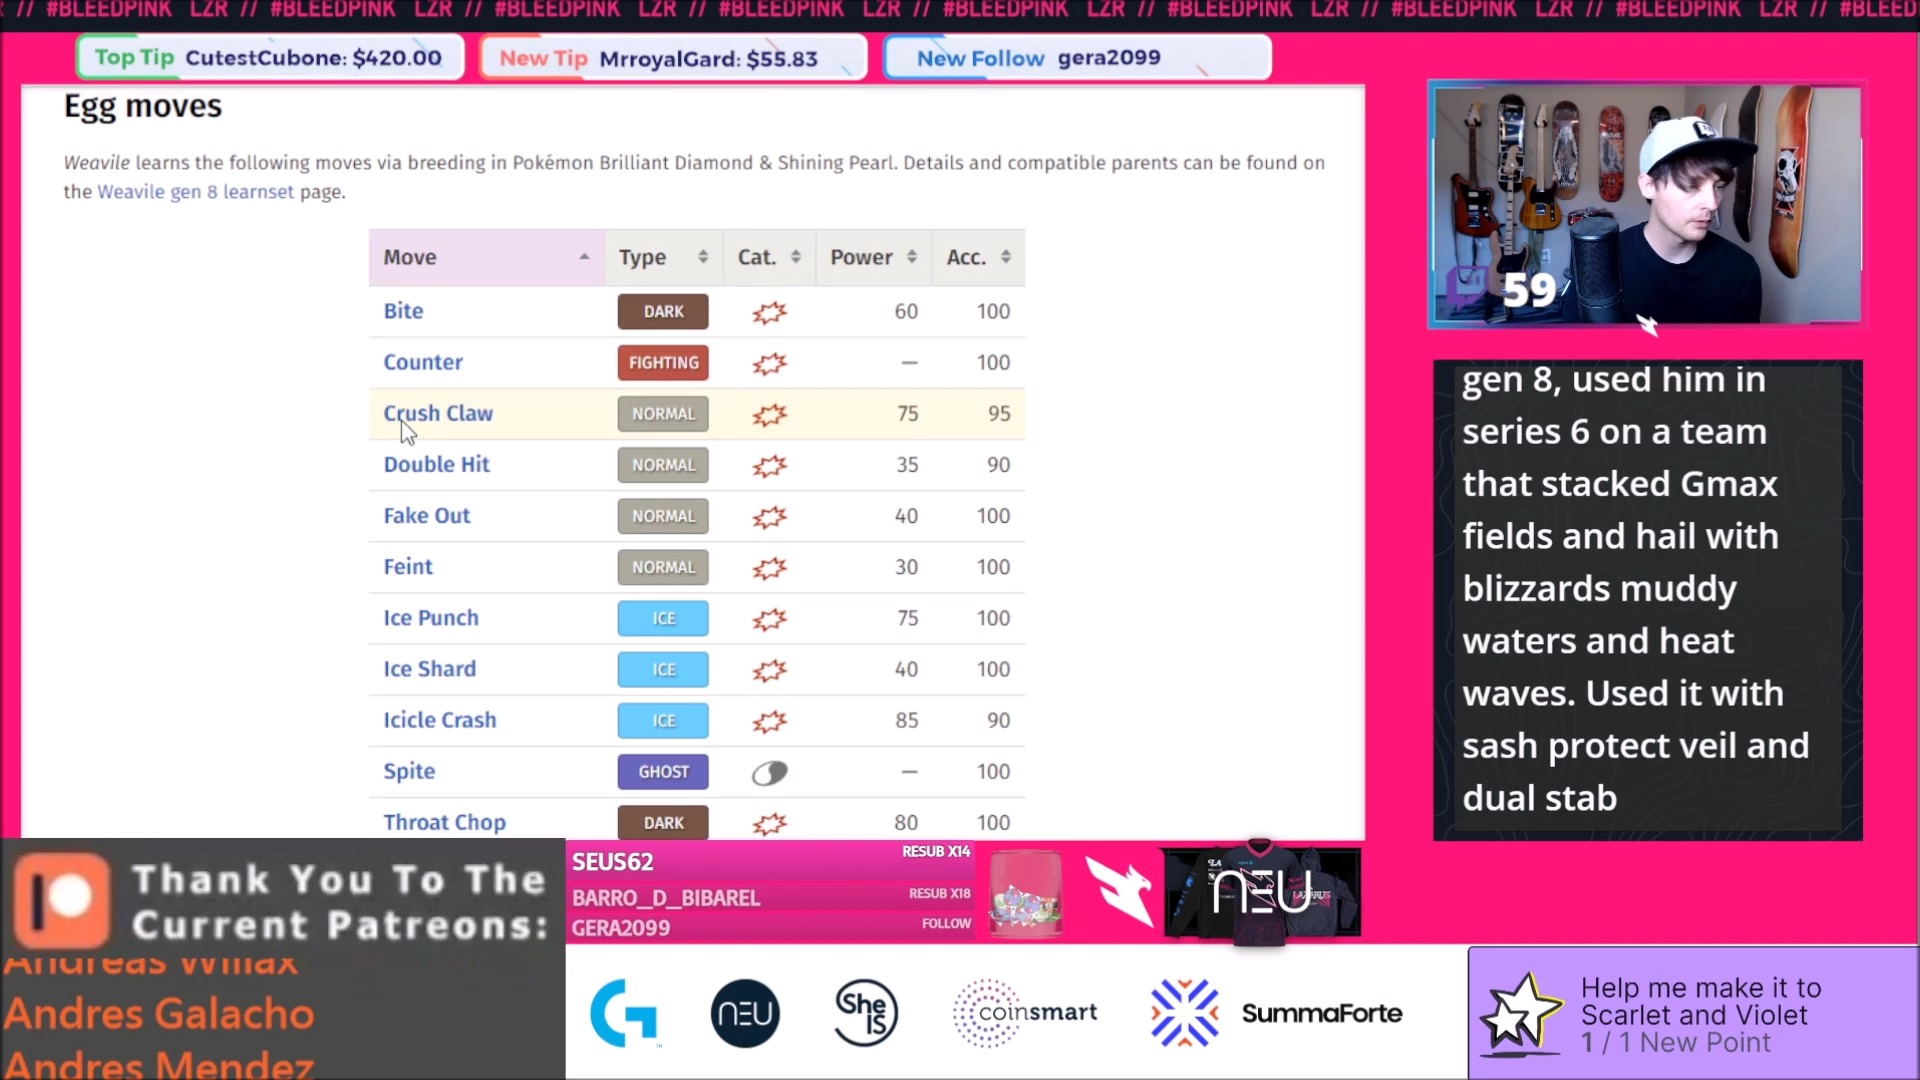 // #BLEEDPINK LZR // #BLEEDPINK LZR // #BLEEDPINK LZR // #BLEEDPINK LZR // #BLEEDPINK LZR // #BLEEDPINK LZR // #BLEEDPINK LZR // #BLEEDPINK LZR // #BLEED
Top Tip CutestCubone: $420.00
New Tip MrroyalGard: $55.83
New Follow gera2099
Egg moves
Weavile learns the following moves via breeding in Pokémon Brilliant Diamond & Shining Pearl. Details and compatible parents can be found on
the Weavile gen 8 learnset page.
Move Type Cat. Power Acc.
Bite DARK 60 100
Counter FIGHTING — 100
Crush Claw NORMAL 75 95
Double Hit NORMAL 35 90
Fake Out NORMAL 40 100
Feint NORMAL 30 100
Ice Punch ICE 75 100
Ice Shard ICE 40 100
Icicle Crash ICE 85 90
Spite GHOST — 100
Throat Chop DARK 80 100
59
gen 8, used him in
series 6 on a team
that stacked Gmax
fields and hail with
blizzards muddy
waters and heat
waves. Used it with
sash protect veil and
dual stab
Thank You To The
Current Patreons:
Andreas Willax
Andres Galacho
Andres Mendez
SEUS62 RESUB X14
BARRO_D_BIBAREL RESUB X18
GERA2099 FOLLOW
NEU
G
NEU
She
IS
coinsmart
SummaForte
Help me make it to
Scarlet and Violet
1 / 1 New Point